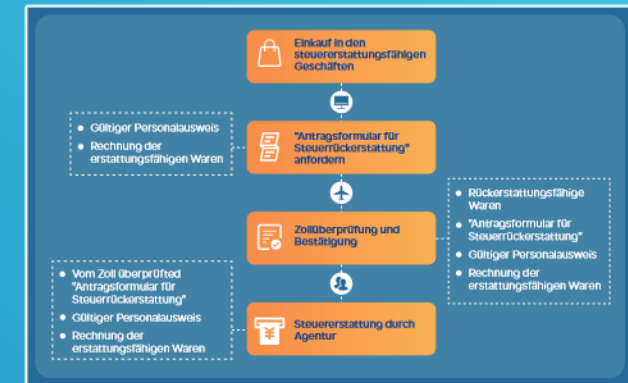 Einkauf in den
steuererstattungsfähigen
Geschäften
• Gültiger Personalausweis
• Rechnung der
erstattungsfähigen Waren
"Antragsformular für
Steuerrückerstattung"
anfordern
Zollüberprüfung und
Bestätigung
• Rückerstattungsfähige
Waren
• "Antragsformular für
Steuerrückerstattung"
• Gültiger Personalausweis
• Rechnung der
erstattungsfähigen Waren
• Vom Zoll überprüfted
"Antragsformular für
Steuerrückerstattung"
• Gültiger Personalausweis
• Rechnung der
erstattungsfähigen Waren
¥
Steuererstattung durch
Agentur